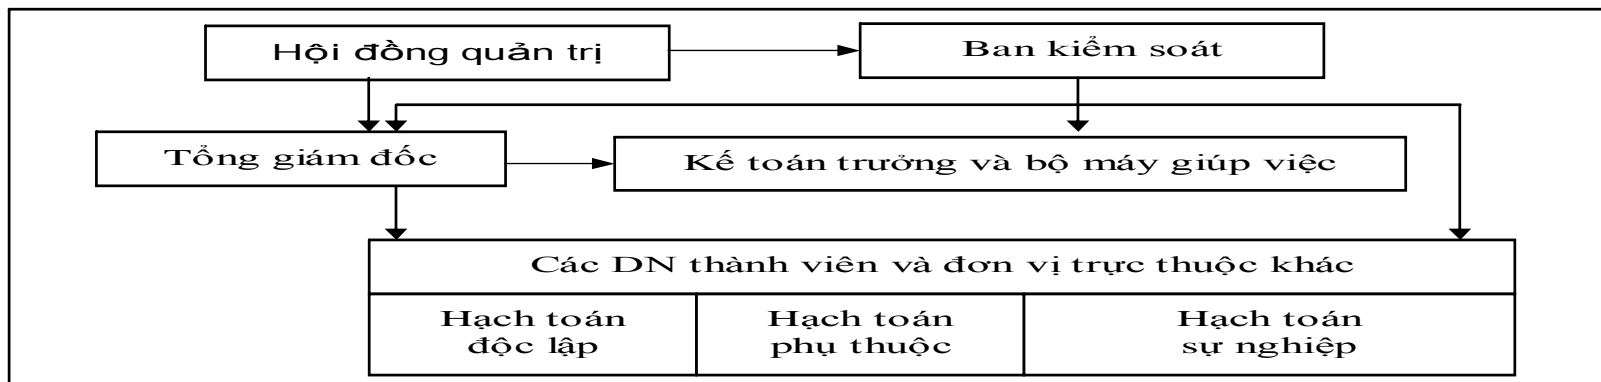 Hội đồng quản trị
Ban kiểm soát
Tổng giám đốc
Kế toán trưởng và bộ máy giúp việc
Các DN thành viên và đơn vị trực thuộc khác
Hạch toán
độc lập
Hạch toán
phụ thuộc
Hạch toán
sự nghiệp